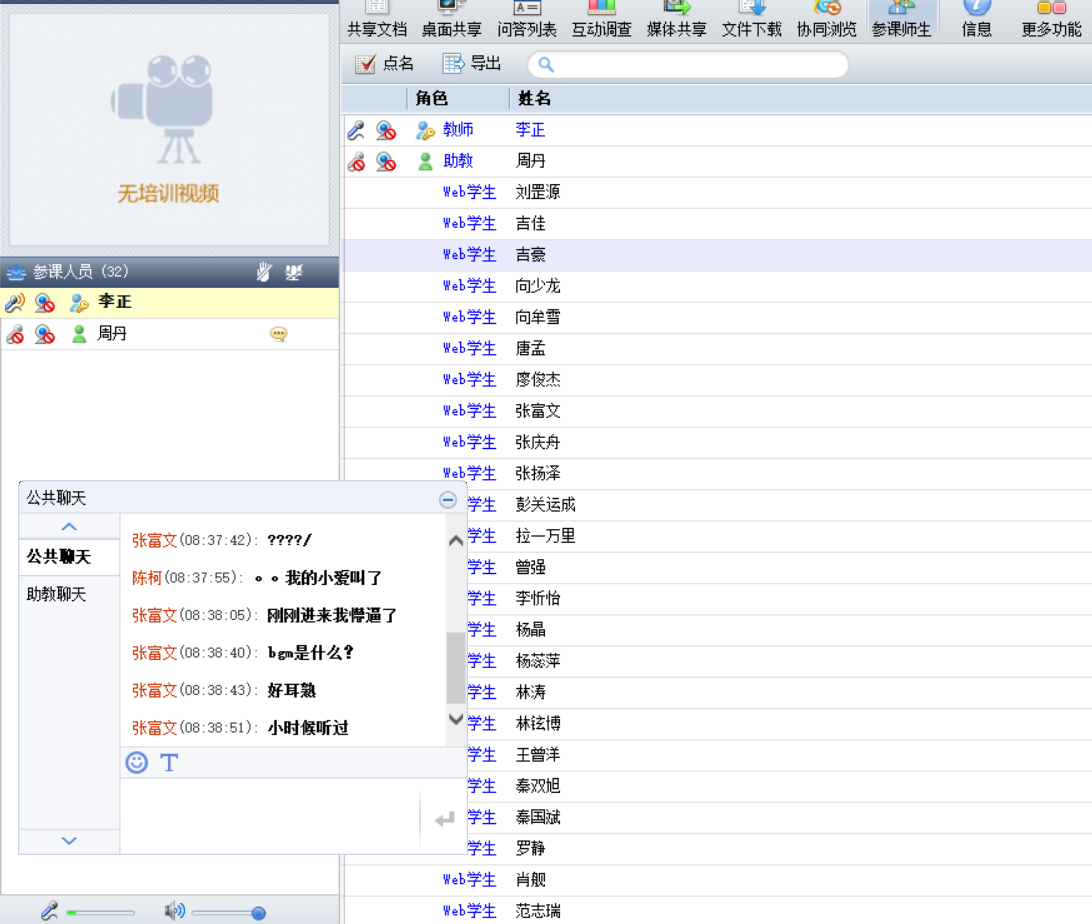 共享文档 桌面共享 问答列表 互动调查 媒体共享 文件下载 协同浏览 参课师生 信息 更多功能
点名 导出
角色 姓名
教师 李正
助教 周丹
Web学生 刘罡源
Web学生 吉佳
Web学生 吉豪
Web学生 向少龙
Web学生 向牟雪
Web学生 唐孟
Web学生 廖俊杰
Web学生 张富文
Web学生 张庆舟
Web学生 张扬泽
学生 彭关运成
学生 拉一万里
学生 曾强
学生 李忻怡
学生 杨晶
学生 杨蕊萍
学生 林涛
学生 林铉博
学生 王曾洋
学生 秦双旭
学生 秦国斌
学生 罗静
Web学生 肖舰
Web学生 范志瑞
无培训视频
参课人员 (32)
李正
周丹
公共聊天
公共聊天
助教聊天
张富文(08:37:42): ????/
陈柯(08:37:55): 。。我的小爱叫了
张富文(08:38:05): 刚刚进来我懵逼了
张富文(08:38:40): bgm是什么?
张富文(08:38:43): 好耳熟
张富文(08:38:51): 小时候听过
T